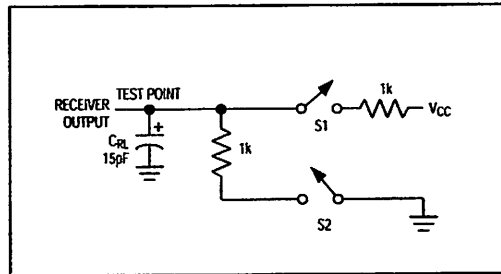 TEST POINT
RECEIVER
OUTPUT
CRL
15pF
1k
S1
1k
VCC
S2